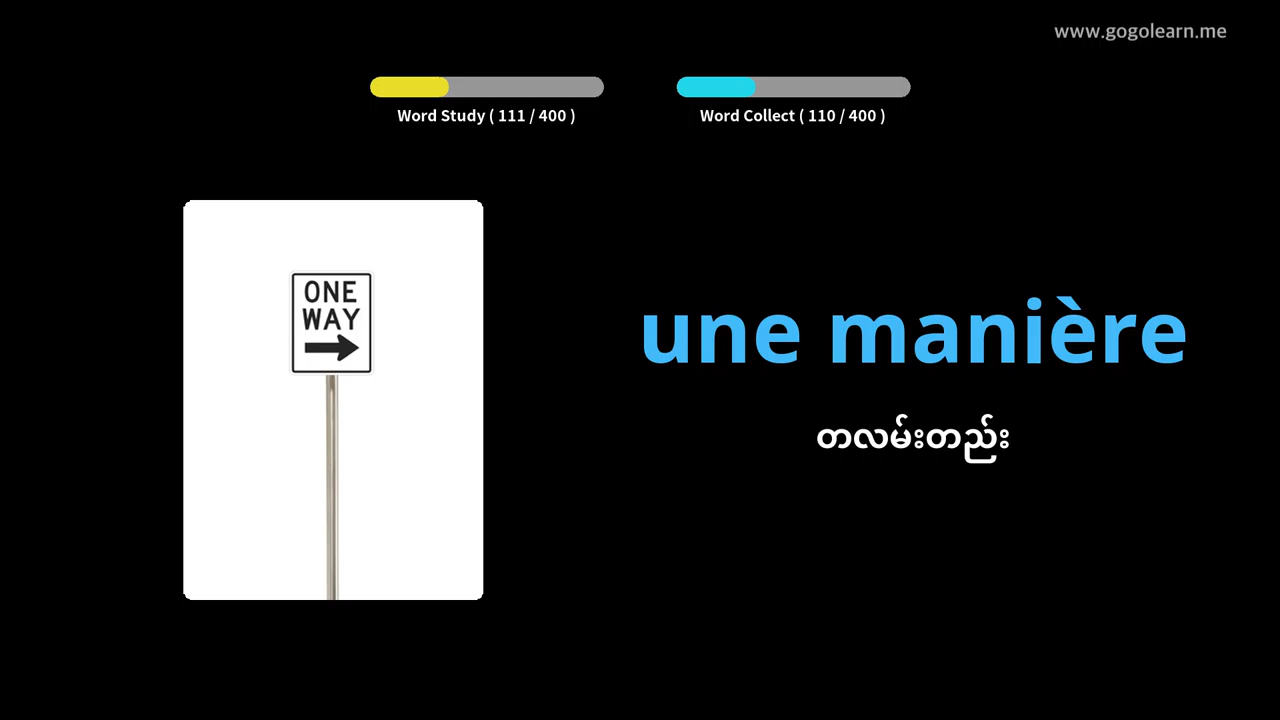 www.gogolearn.me
Word Study ( 111 / 400 )
Word Collect ( 110 / 400 )
ONE
WAY
une manière
တလမ်းတည်း